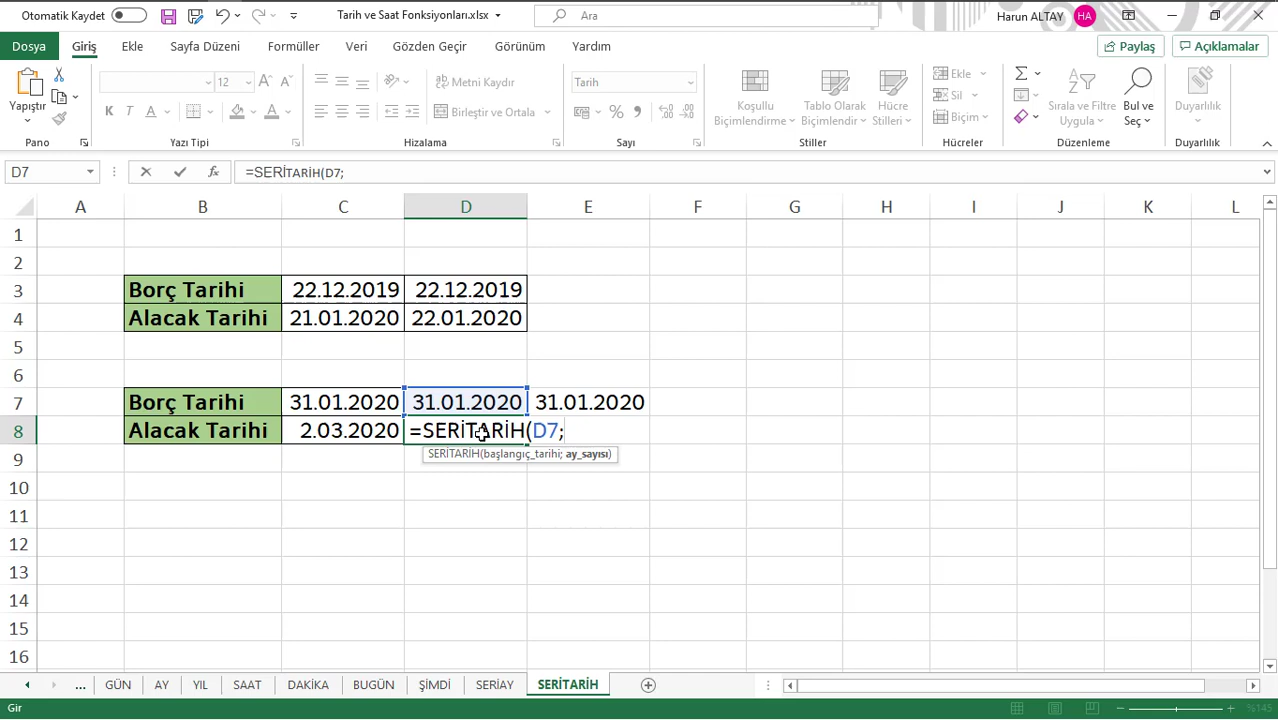 Otomatik Kaydet
Tarih ve Saat Fonksiyonları.xlsx
Ara
Harun ALTAY
HA
Dosya
Giriş
Ekle
Sayfa Düzeni
Formüller
Veri
Gözden Geçir
Görünüm
Yardım
Paylaş
Açıklamalar
Yapıştır
Pano
12
K T A
Yazı Tipi
Metni Kaydır
Birleştir ve Ortala
Hizalama
Tarih
Sayı
Koşullu
Biçimlendirme
Tablo Olarak
Biçimlendir
Hücre
Stilleri
Stiller
Ekle
Sil
Biçim
Hücreler
Sırala ve Filtre
Uygula
Bul ve
Seç
Düzenleme
Duyarlılık
Duyarlılık
D7
fx
=SERİTARİH(D7;
A B C D E F G H I J K L
1
2
3 Borç Tarihi 22.12.2019 22.12.2019
4 Alacak Tarihi 21.01.2020 22.01.2020
5
6
7 Borç Tarihi 31.01.2020 31.01.2020 31.01.2020
8 Alacak Tarihi 2.03.2020 =SERİTARİH(D7;
SERİTARİH(başlangıç_tarihi; ay_sayısı)
9
10
11
12
13
14
15
16
... GÜN AY YIL SAAT DAKİKA BUGÜN ŞİMDİ SERİAY SERİTARİH
Gir
%145